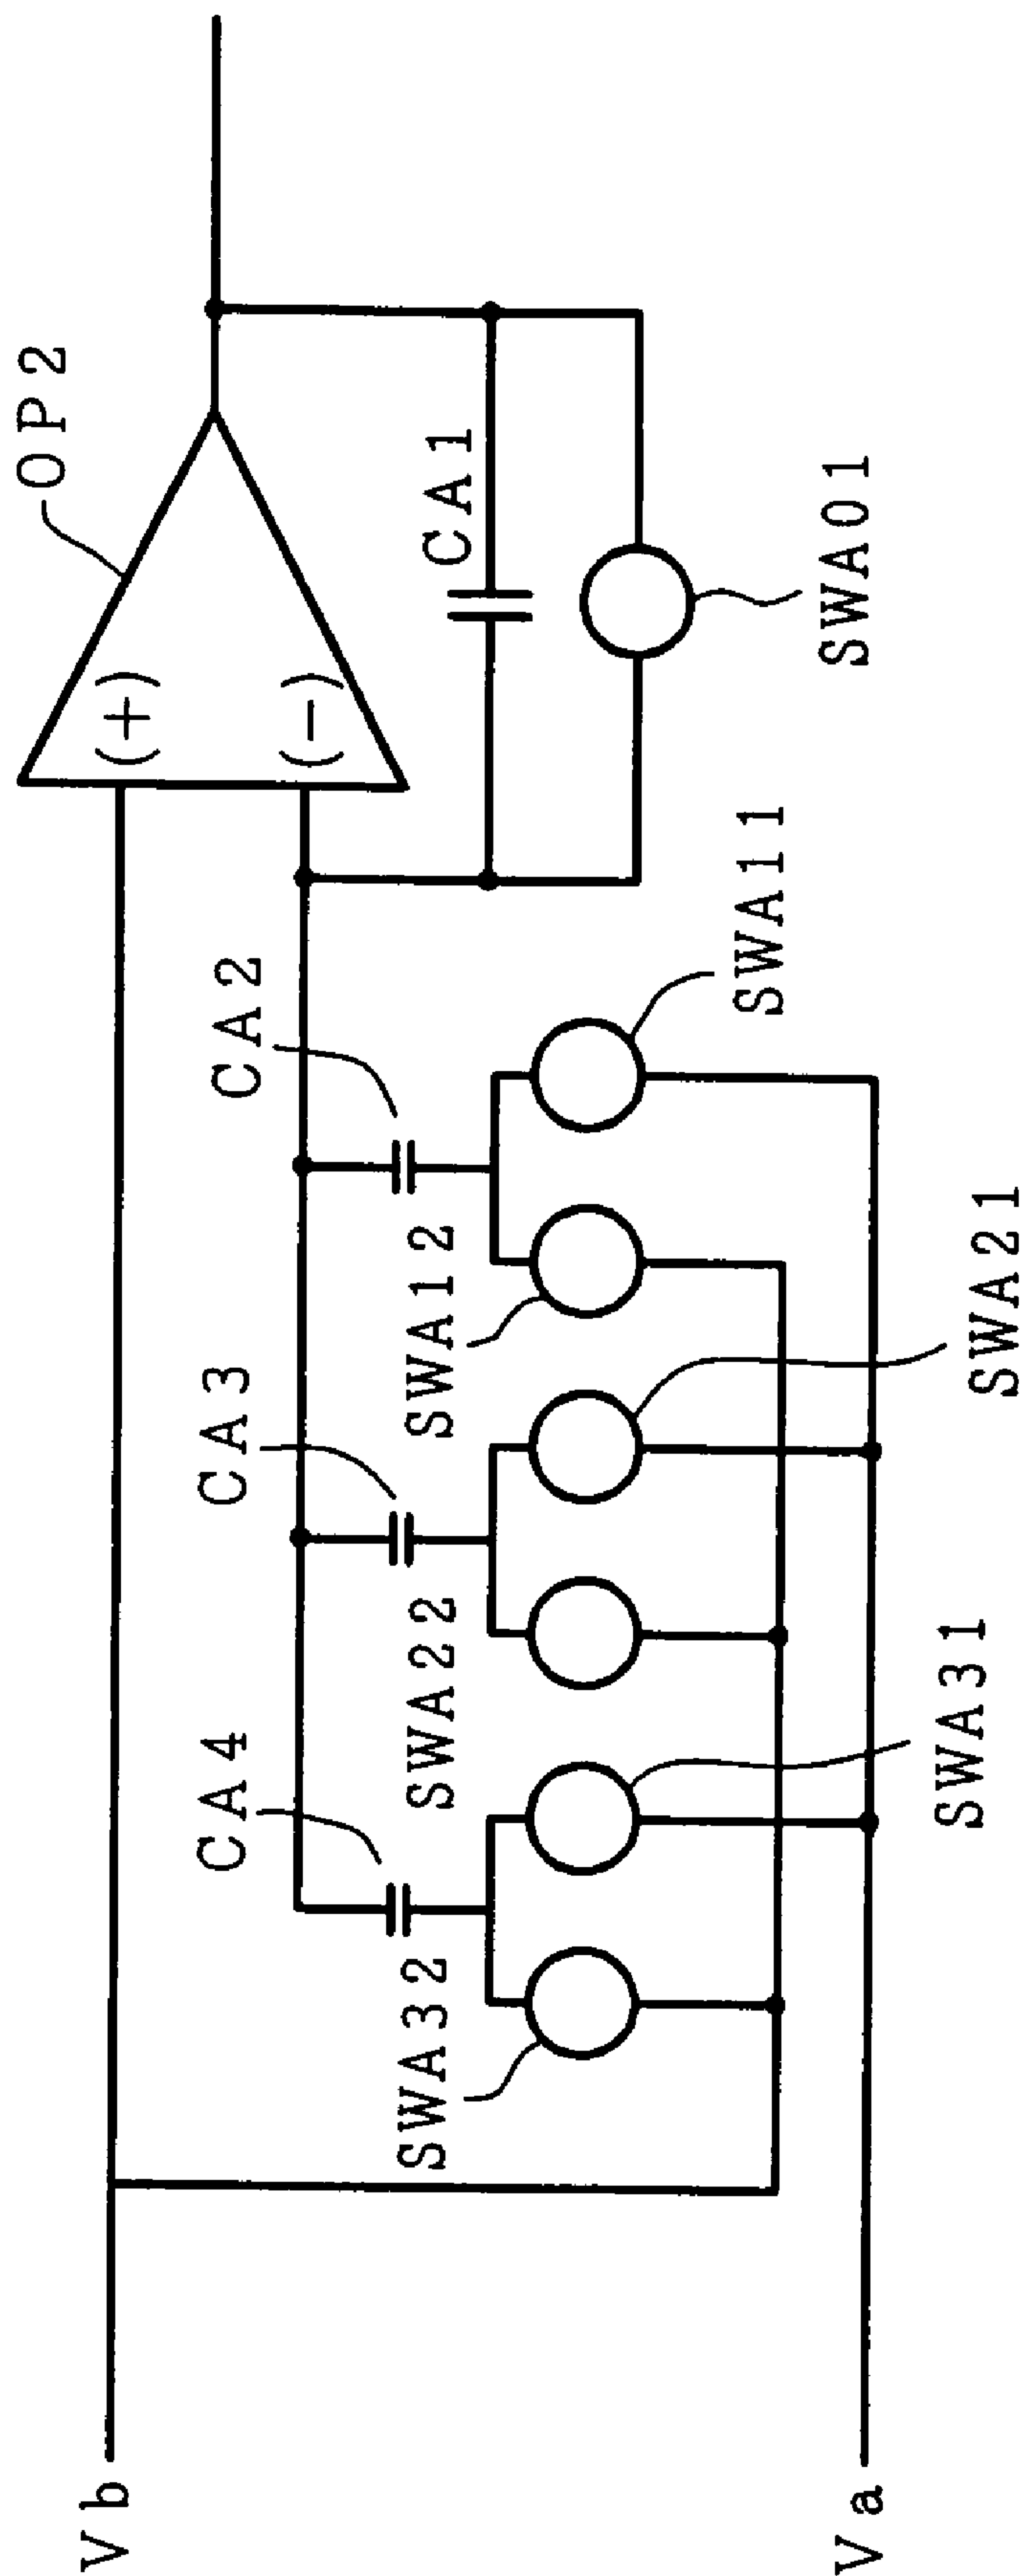 OP2
(+)
(-)
CA1
SWA01
CA2
SWA11
SWA12
CA3
SWA21
SWA22
CA4
SWA31
SWA32
Vb
Va